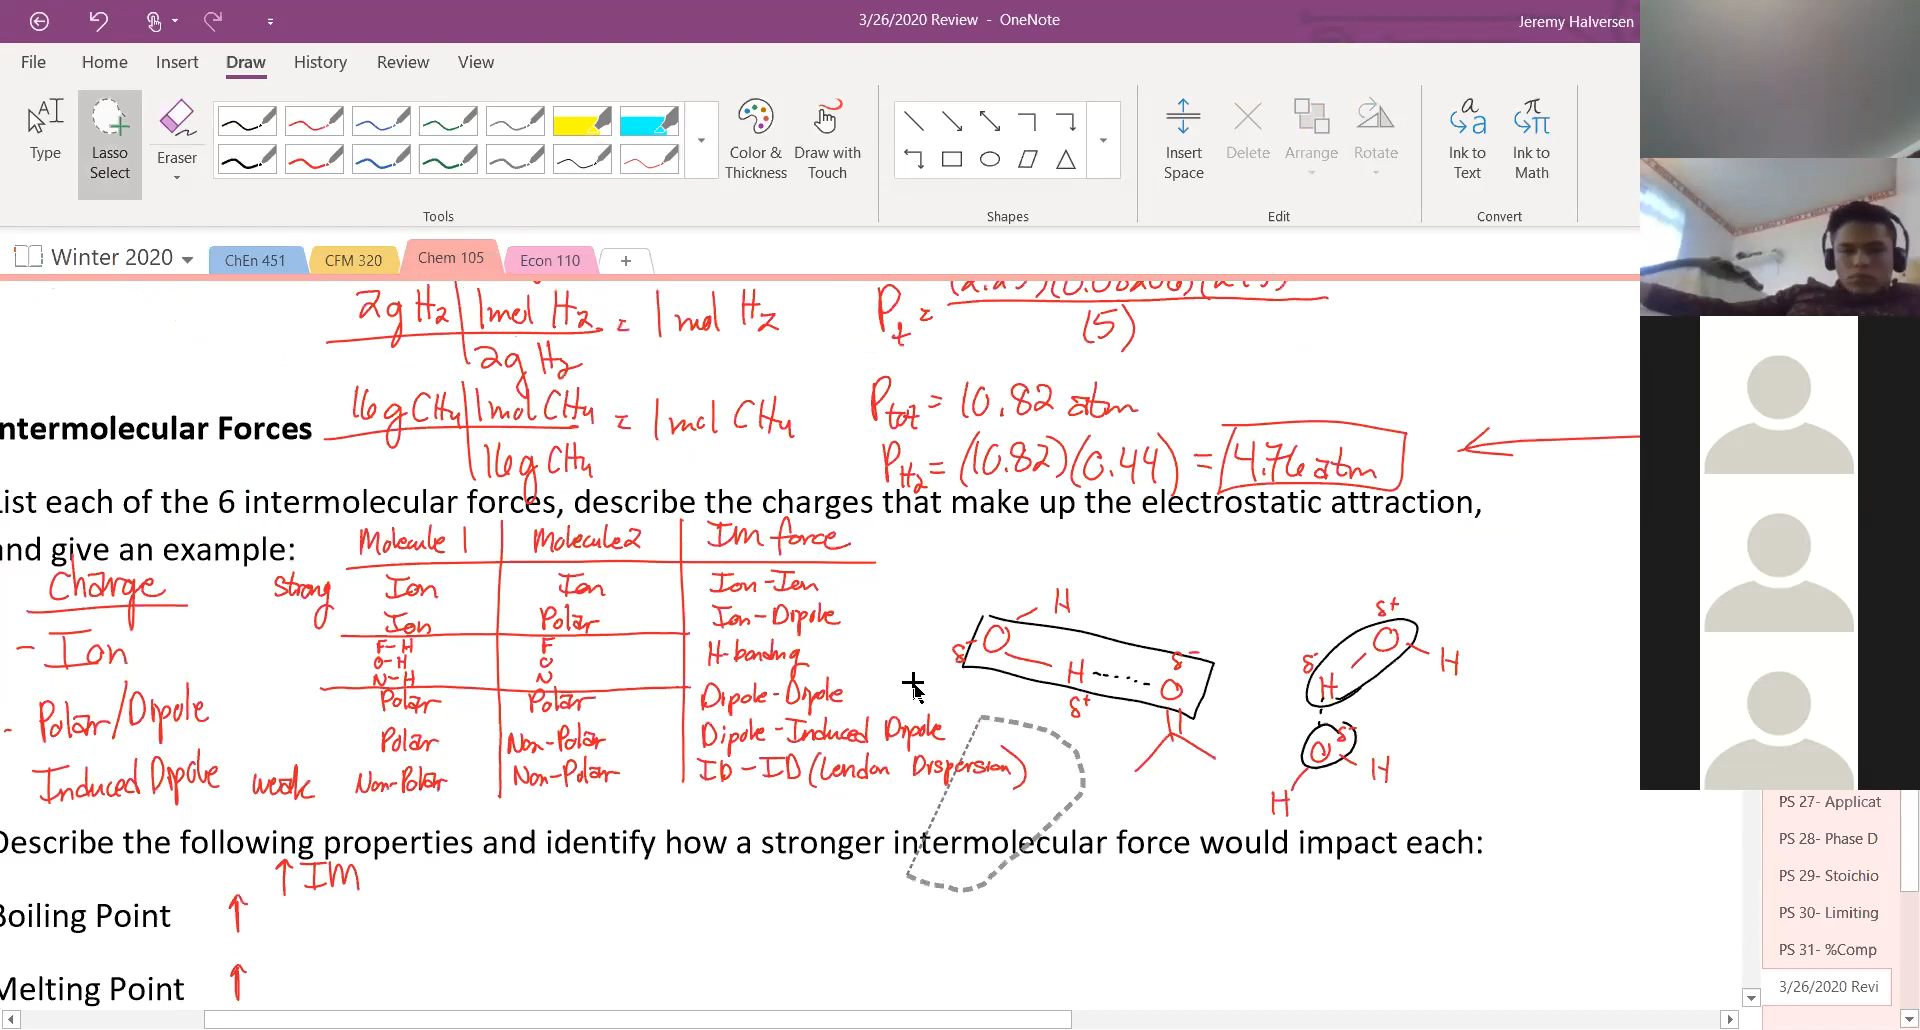 3/26/2020 Review - OneNote
Jeremy Halversen
File Home Insert Draw History Review View
Type
Lasso Select
Eraser
Color & Thickness
Draw with Touch
Insert Space
Delete
Arrange
Rotate
Ink to Text
Ink to Math
Tools
Shapes
Edit
Convert
Winter 2020
ChEn 451
CFM 320
Chem 105
Econ 110
2g H2 | 1mol H2 = 1 mol H2
2g H2
Pt =
(5)
16g CH4 | 1mol CH4 = 1mol CH4
16g CH4
Ptot = 10.82 atm
PH2 = (10.82)(0.44) = 4.76 atm
ntermolecular Forces
List each of the 6 intermolecular forces, describe the charges that make up the electrostatic attraction,
and give an example:
Charge
- Ion
- Polar/Dipole
Induced Dipole
strong
weak
Molecule 1 Molecule 2 IM force
Ion Ion Ion-Ion
Ion Polar Ion-Dipole
F-H F
O-H O H-bonding
N-H N
Polar Polar Dipole-Dipole
Polar Non-Polar Dipole-Induced Dipole
Non-Polar Non-Polar ID-ID (London Dispersion)
H
δ- O
H δ+
δ- O
δ+ O
H
δ- H
O δ-
H
H
Describe the following properties and identify how a stronger intermolecular force would impact each:
↑ IM
Boiling Point ↑
Melting Point ↑
PS 27- Applicat
PS 28- Phase D
PS 29- Stoichio
PS 30- Limiting
PS 31- %Comp
3/26/2020 Revi